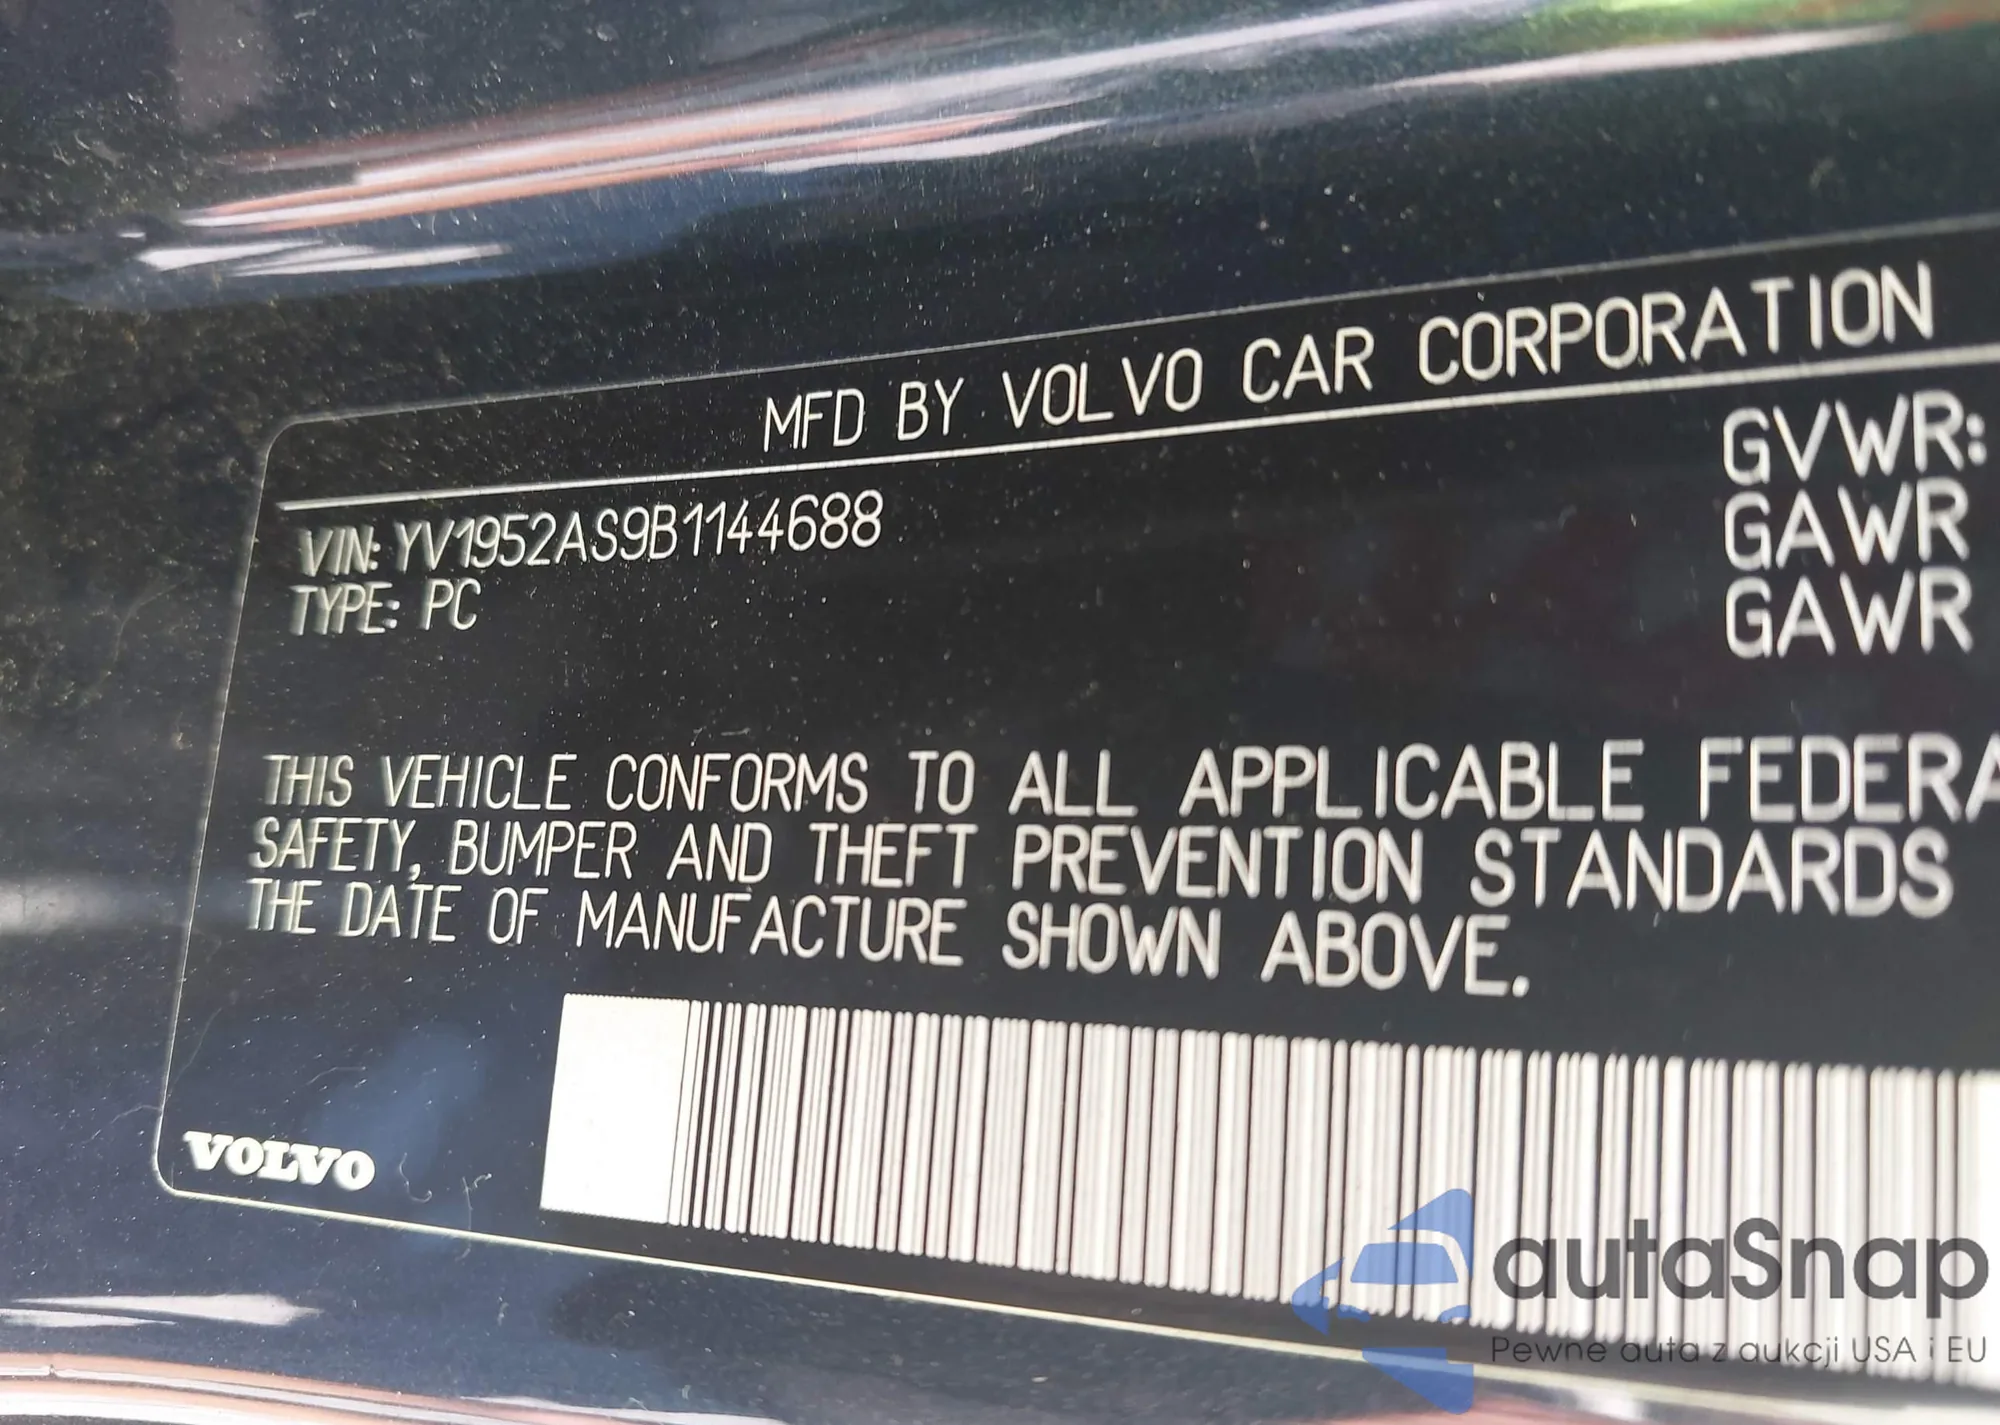 MFD BY VOLVO CAR CORPORATION
VIN: YV1952AS9B1144688
TYPE: PC
GVWR:
GAWR
GAWR
THIS VEHICLE CONFORMS TO ALL APPLICABLE FEDERA
SAFETY, BUMPER AND THEFT PREVENTION STANDARDS
THE DATE OF MANUFACTURE SHOWN ABOVE.
VOLVO
autaSnap
Pewne auta z aukcji USA i EU